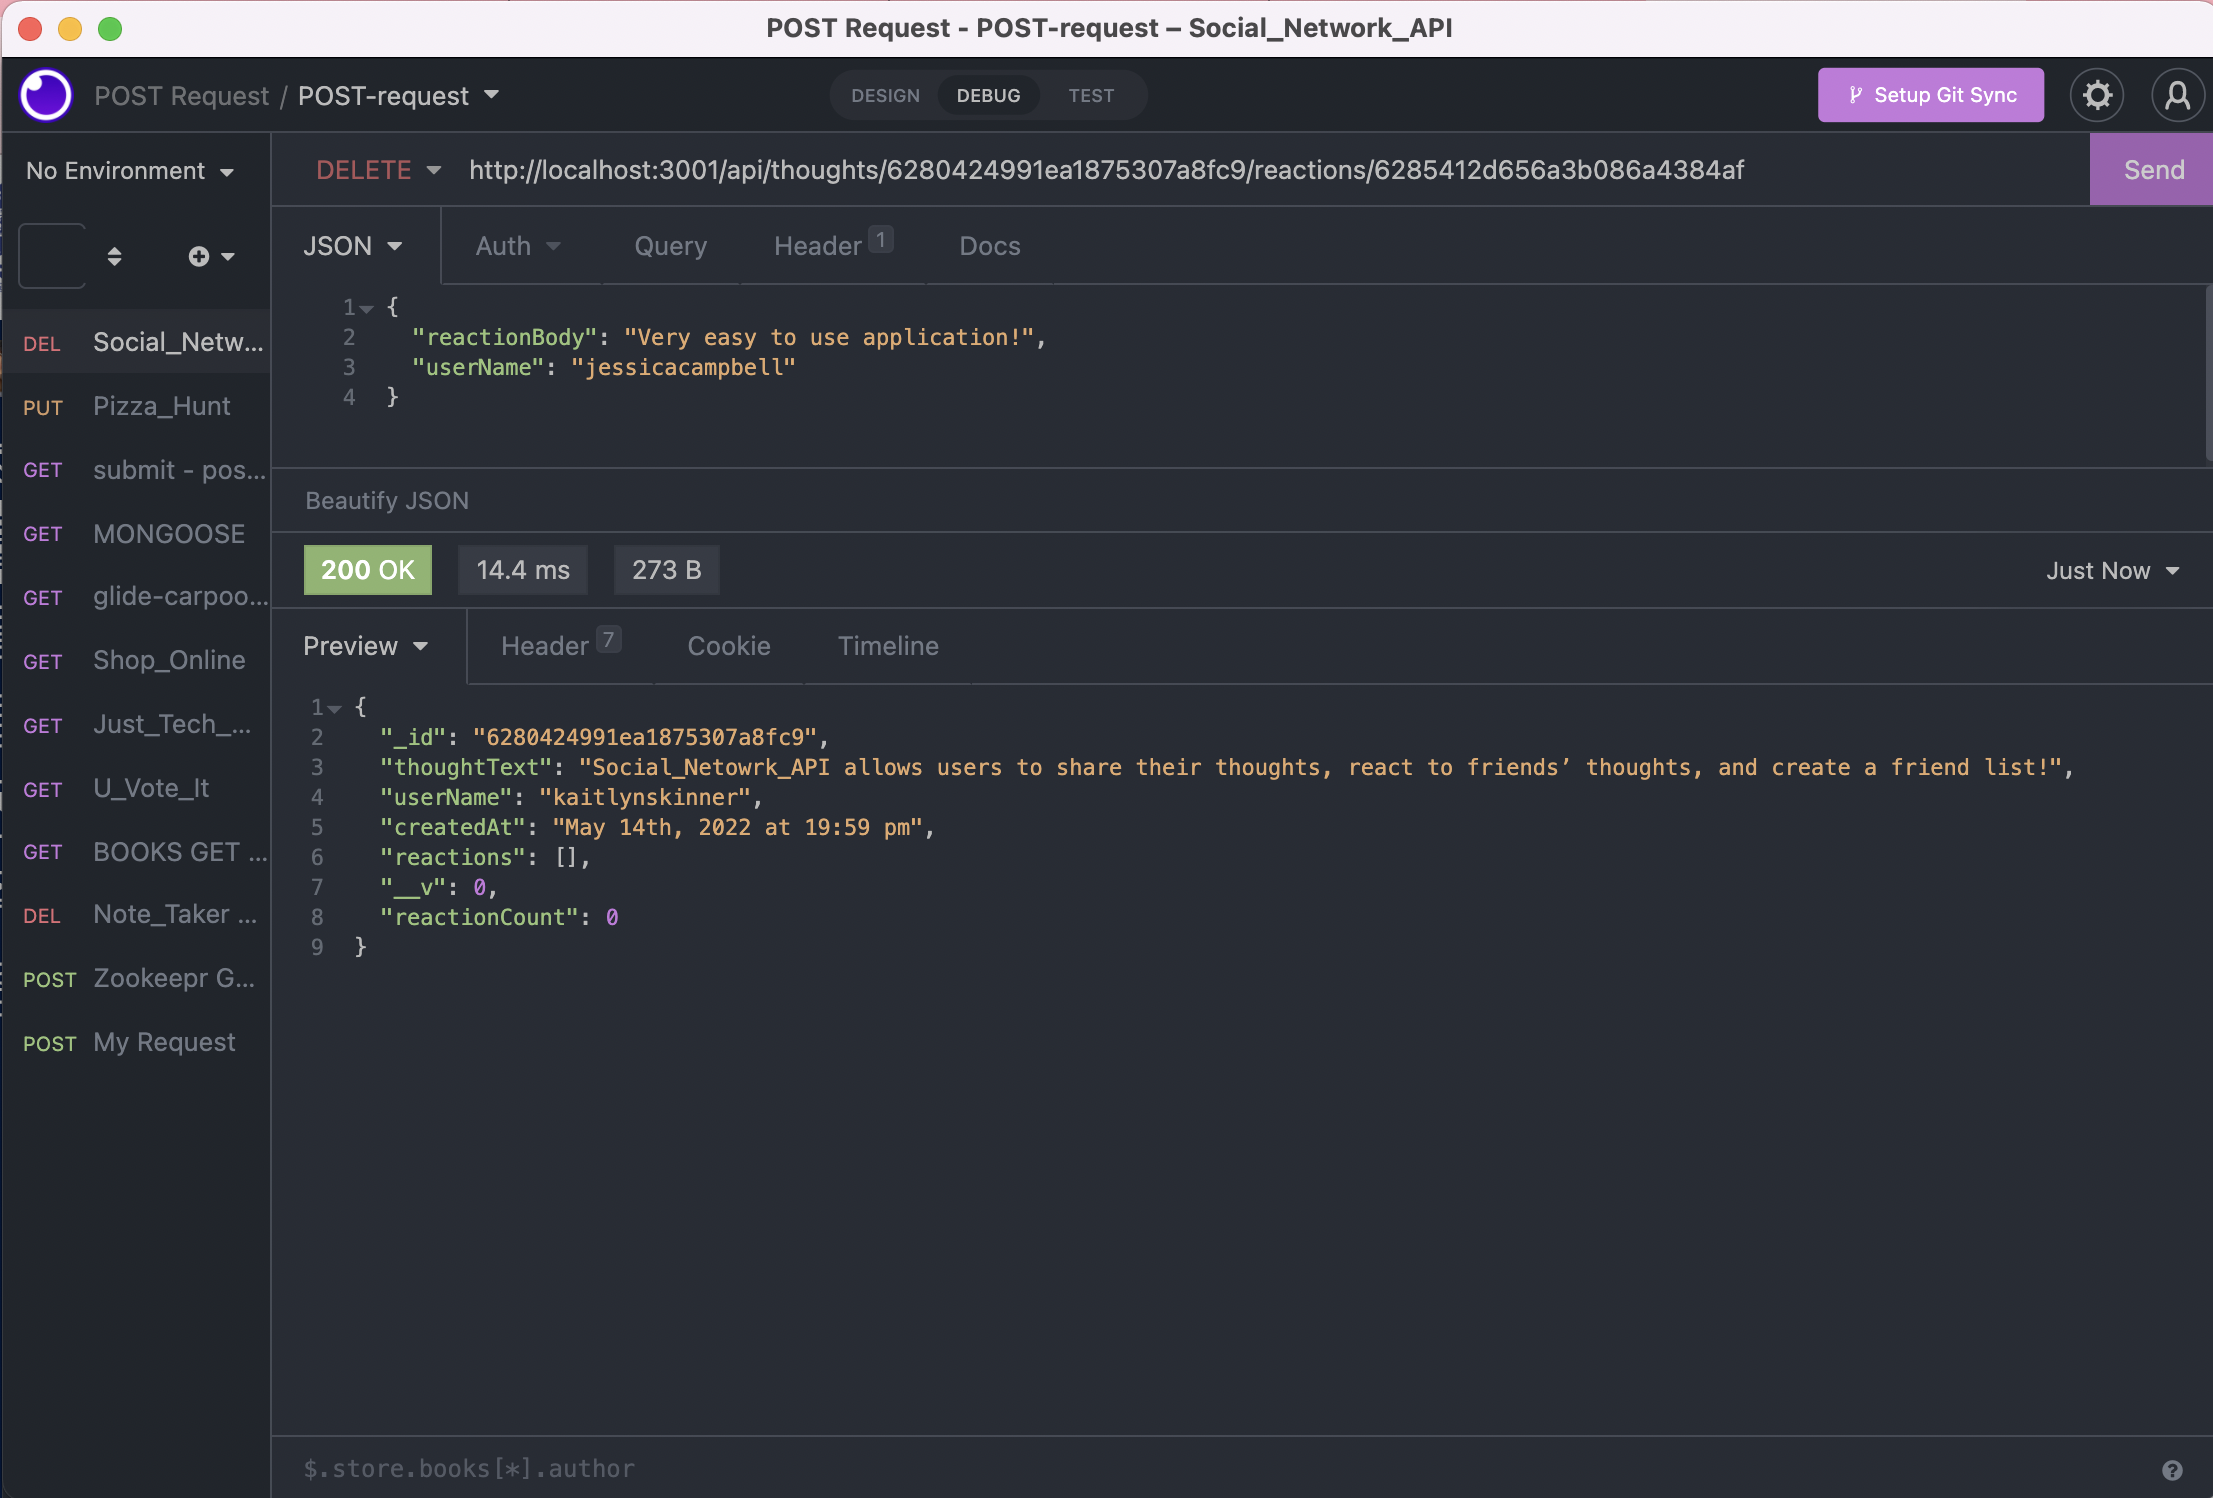 POST Request - POST-request – Social_Network_API
POST Request / POST-request
DESIGN DEBUG TEST
Setup Git Sync
No Environment
DELETE http://localhost:3001/api/thoughts/6280424991ea1875307a8fc9/reactions/6285412d656a3b086a4384af Send
JSON Auth Query Header 1 Docs
1 {
2 "reactionBody": "Very easy to use application!",
3 "userName": "jessicacampbell"
4 }
Beautify JSON
200 OK 14.4 ms 273 B Just Now
Preview Header 7 Cookie Timeline
1 {
2 "_id": "6280424991ea1875307a8fc9",
3 "thoughtText": "Social_Netowrk_API allows users to share their thoughts, react to friends’ thoughts, and create a friend list!",
4 "userName": "kaitlynskinner",
5 "createdAt": "May 14th, 2022 at 19:59 pm",
6 "reactions": [],
7 "__v": 0,
8 "reactionCount": 0
9 }
$.store.books[*].author
DEL Social_Netw...
PUT Pizza_Hunt
GET submit - pos...
GET MONGOOSE
GET glide-carpoo...
GET Shop_Online
GET Just_Tech_...
GET U_Vote_It
GET BOOKS GET ...
DEL Note_Taker ...
POST Zookeepr G...
POST My Request